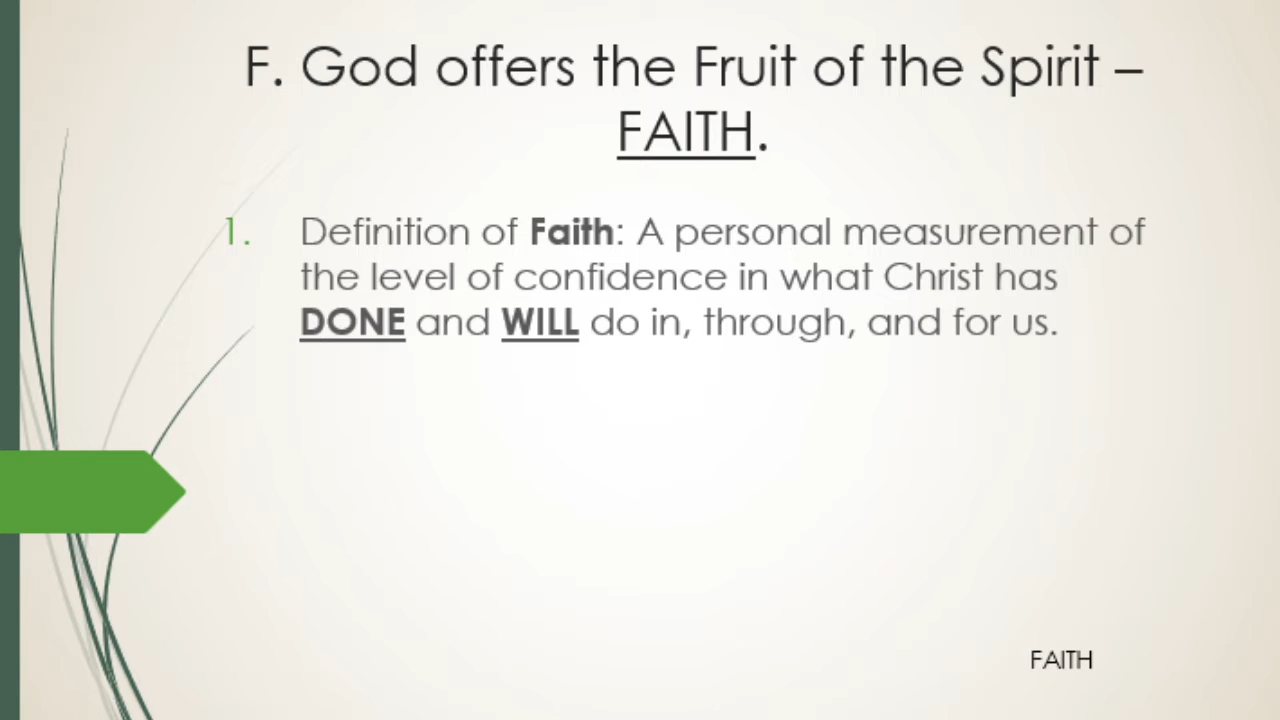 F. God offers the Fruit of the Spirit –
FAITH.
1. Definition of Faith: A personal measurement of
the level of confidence in what Christ has
DONE and WILL do in, through, and for us.
FAITH